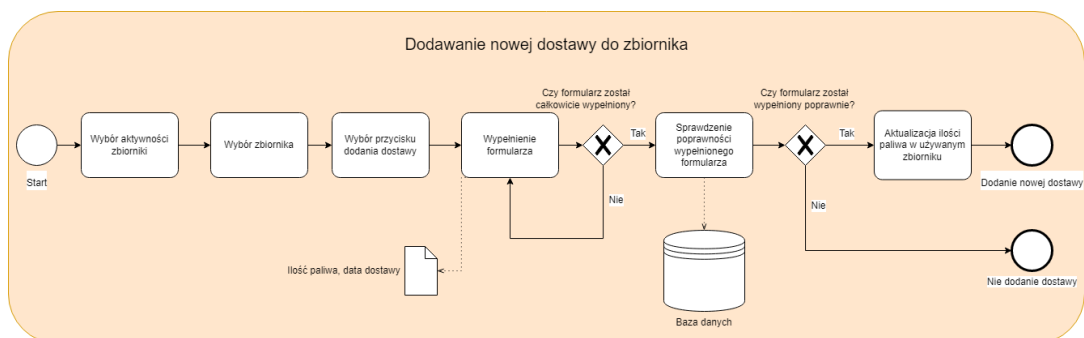 Dodawanie nowej dostawy do zbiornika
Start
Wybór aktywności
zbiorniki
Wybór zbiornika
Wybór przycisku
dodania dostawy
Wypełnienie
formularza
Ilość paliwa, data dostawy
Czy formularz został
całkowicie wypełniony?
Tak
Nie
Sprawdzenie
poprawności
wypełnionego
formularza
Baza danych
Czy formularz został
wypełniony poprawnie?
Tak
Nie
Aktualizacja ilości
paliwa w używanym
zbiorniku
Dodanie nowej dostawy
Nie dodanie dostawy